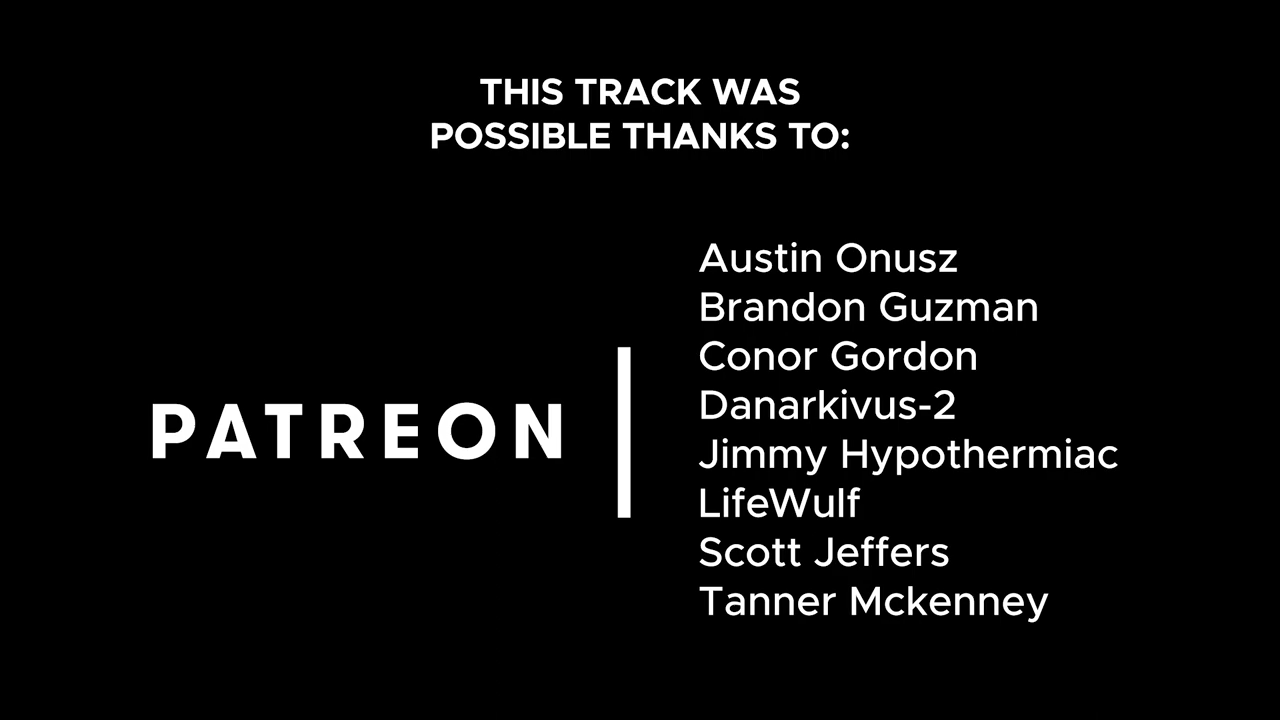 THIS TRACK WAS
POSSIBLE THANKS TO:
PATREON
Austin Onusz
Brandon Guzman
Conor Gordon
Danarkivus-2
Jimmy Hypothermiac
LifeWulf
Scott Jeffers
Tanner Mckenney